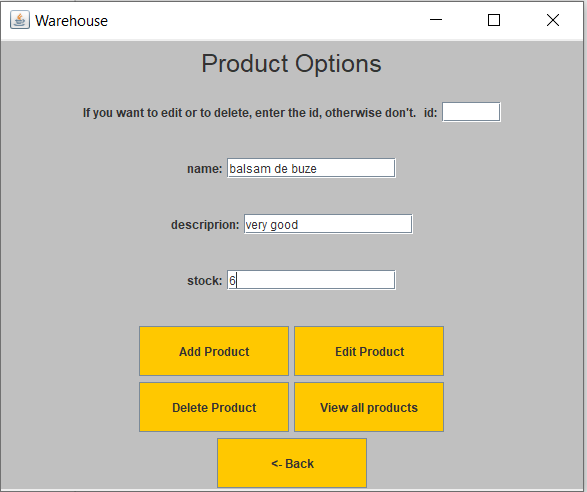 Warehouse
Product Options
If you want to edit or to delete, enter the id, otherwise don't. id:
name: balsam de buze
descriprion: very good
stock: 6
Add Product Edit Product
Delete Product View all products
<- Back